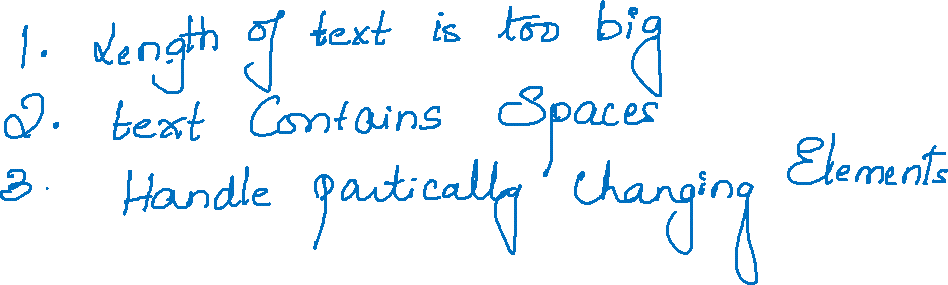 1. Length of text is too big
2. text Contains Spaces
3. Handle partically changing Elements